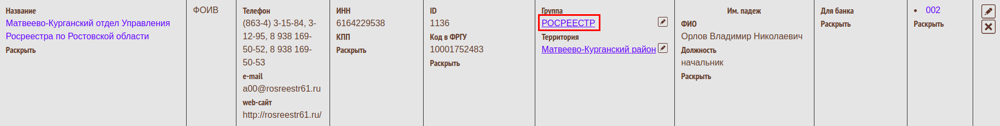 Название
Матвеево-Курганский отдел Управления
Росреестра по Ростовской области
Раскрыть
ФОИВ
Телефон
(863-4) 3-15-84, 3-
12-95, 8 938 169-
50-52, 8 938 169-
50-53
e-mail
a00@rosreestr61.ru
web-сайт
http://rosreestr61.ru/
ИНН
6164229538
КПП
Раскрыть
ID
1136
Код в ФРГУ
10001752483
Раскрыть
Группа
РОСРЕЕСТР
Территория
Матвеево-Курганский район
Им. падеж
ФИО
Орлов Владимир Николаевич
Должность
начальник
Раскрыть
Для банка
Раскрыть
• 002
Раскрыть